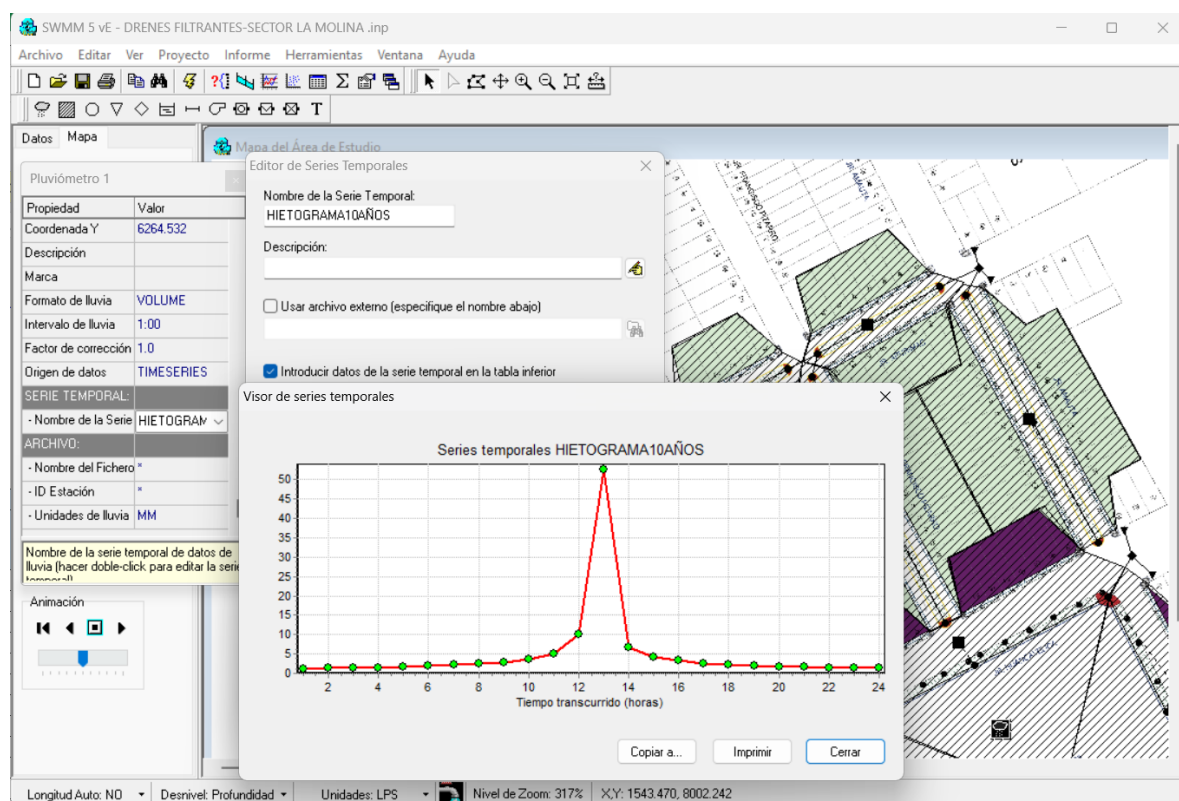 SWMM 5 vE - DRENES FILTRANTES-SECTOR LA MOLINA .inp
Archivo Editar Ver Proyecto Informe Herramientas Ventana Ayuda
Datos Mapa
Mapa del Área de Estudio
Pluviómetro 1
Propiedad Valor
Coordenada Y 6264.532
Descripción
Marca
Formato de lluvia VOLUME
Intervalo de lluvia 1:00
Factor de corrección 1.0
Origen de datos TIMESERIES
SERIE TEMPORAL:
- Nombre de la Serie HIETOGRAM
ARCHIVO:
- Nombre del Fichero *
- ID Estación *
- Unidades de lluvia MM
Nombre de la serie temporal de datos de
lluvia (hacer doble-click para editar la serie
temporal)
Animación
Editor de Series Temporales
Nombre de la Serie Temporal:
HIETOGRAMA10AÑOS
Descripción:
Usar archivo externo (especifique el nombre abajo)
Introducir datos de la serie temporal en la tabla inferior
Visor de series temporales
Series temporales HIETOGRAMA10AÑOS
50
45
40
35
30
25
20
15
10
5
0
2 4 6 8 10 12 14 16 18 20 22 24
Tiempo transcurrido (horas)
Copiar a... Imprimir Cerrar
FRANCISCO PIZARRO
Longitud Auto: NO Desnivel: Profundidad Unidades: LPS Nivel de Zoom: 317% X,Y: 1543.470, 8002.242